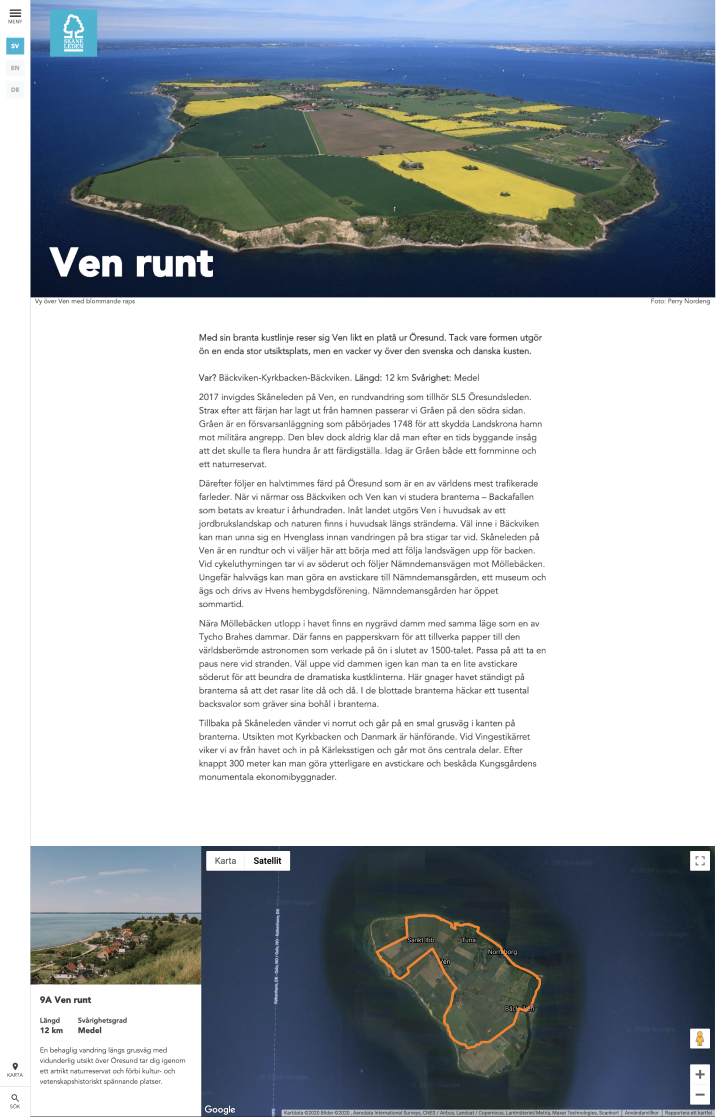 MENY
SV
EN
DE
SKÅNE
LEDEN
Ven runt
Vy över Ven med blommande raps
Foto: Perry Nordeng
Med sin branta kustlinje reser sig Ven likt en platå ur Öresund. Tack vare formen utgör
ön en enda stor utsiktsplats, men en vacker vy över den svenska och danska kusten.
Var? Bäckviken-Kyrkbacken-Bäckviken. Längd: 12 km Svårighet: Medel
2017 invigdes Skåneleden på Ven, en rundvandring som tillhör SL5 Öresundsleden.
Strax efter att färjan har lagt ut från hamnen passerar vi Gråen på den södra sidan.
Gråen är en försvarsanläggning som påbörjades 1748 för att skydda Landskrona hamn
mot militära angrepp. Den blev dock aldrig klar då man efter en tids byggande insåg
att det skulle ta flera hundra år att färdigställa. Idag är Gråen både ett fornminne och
ett naturreservat.
Därefter följer en halvtimmes färd på Öresund som är en av världens mest trafikerade
farleder. När vi närmar oss Bäckviken och Ven kan vi studera branterna – Backafallen
som betats av kreatur i århundraden. Inåt landet utgörs Ven i huvudsak av ett
jordbrukslandskap och naturen finns i huvudsak längs stränderna. Väl inne i Bäckviken
kan man unna sig en Hvenglass innan vandringen på bra stigar tar vid. Skåneleden på
Ven är en rundtur och vi väljer här att börja med att följa landsvägen upp för backen.
Vid cykeluthyrningen tar vi av söderut och följer Nämndemansvägen mot Möllebäcken.
Ungefär halvvägs kan man göra en avstickare till Nämndemansgården, ett museum och
ägs och drivs av Hvens hembygdsförening. Nämndemansgården har öppet
sommartid.
Nära Möllebäcken utlopp i havet finns en nygrävd damm med samma läge som en av
Tycho Brahes dammar. Där fanns en papperskvarn för att tillverka papper till den
världsberömde astronomen som verkade på ön i slutet av 1500-talet. Passa på att ta en
paus nere vid stranden. Väl uppe vid dammen igen kan man ta en lite avstickare
söderut för att beundra de dramatiska kustklinterna. Här gnager havet ständigt på
branterna så att det rasar lite då och då. I de blottade branterna häckar ett tusental
backsvalor som gräver sina bohål i branterna.
Tillbaka på Skåneleden vänder vi norrut och går på en smal grusväg i kanten på
branterna. Utsikten mot Kyrkbacken och Danmark är hänförande. Vid Vingestikärret
viker vi av från havet och in på Kärleksstigen och går mot öns centrala delar. Efter
knappt 300 meter kan man göra ytterligare en avstickare och beskåda Kungsgårdens
monumentala ekonomibyggnader.
Karta
Satellit
Sankt Ibb
Tuna
Norreborg
Ven
Bäckviken
9A Ven runt
Längd
Svårighetsgrad
12 km
Medel
En behaglig vandring längs grusväg med
vidunderlig utsikt över Öresund tar dig igenom
ett artrikt naturreservat och förbi kultur- och
vetenskapshistoriskt spännande platser.
KARTA
SÖK
Google
Kartdata ©2020 Bilder ©2020 , Aerodata International Surveys, CNES / Airbus, Landsat / Copernicus, Lantmäteriet/Metria, Maxar Technologies, Scankort
Användarvillkor
Rapportera ett kartfel